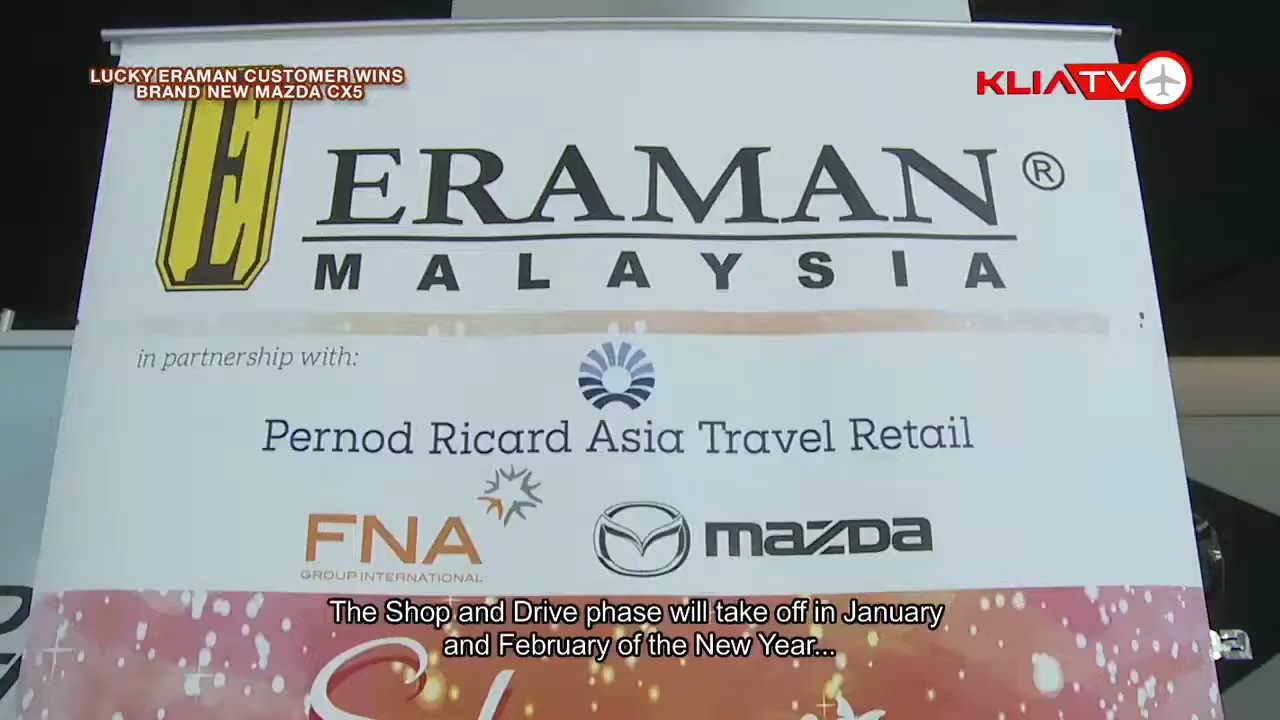 LUCKY ERAMAN CUSTOMER WINS
BRAND NEW MAZDA CX5
KLIATV
E
ERAMAN®
MALAYSIA
in partnership with:
Pernod Ricard Asia Travel Retail
FNA
GROUP INTERNATIONAL
mazda
The Shop and Drive phase will take off in January
and February of the New Year...